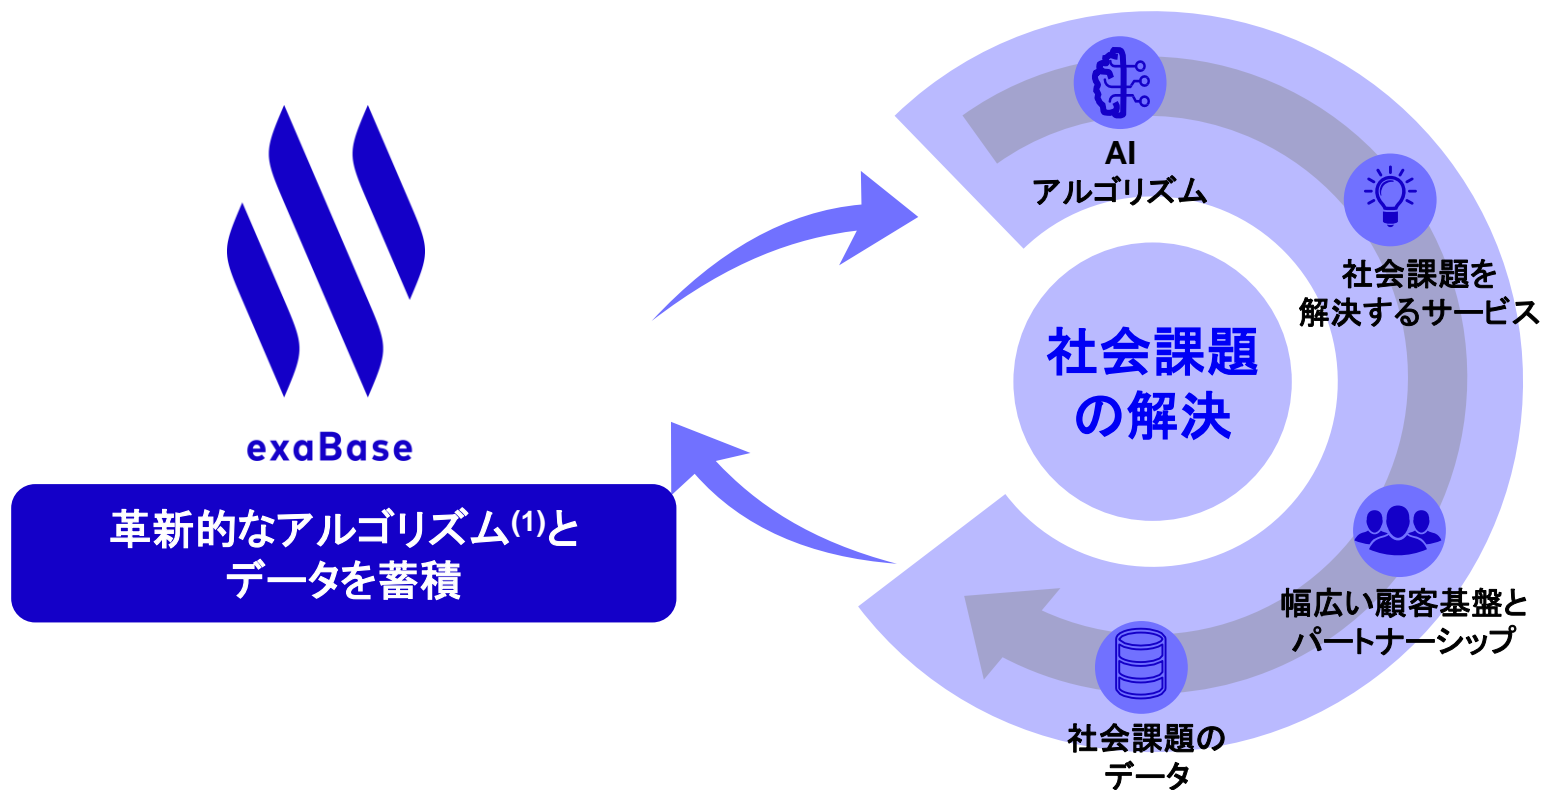 exaBase
革新的なアルゴリズム(1)と
データを蓄積
AI
アルゴリズム
社会課題を
解決するサービス
社会課題
の解決
幅広い顧客基盤と
パートナーシップ
社会課題の
データ